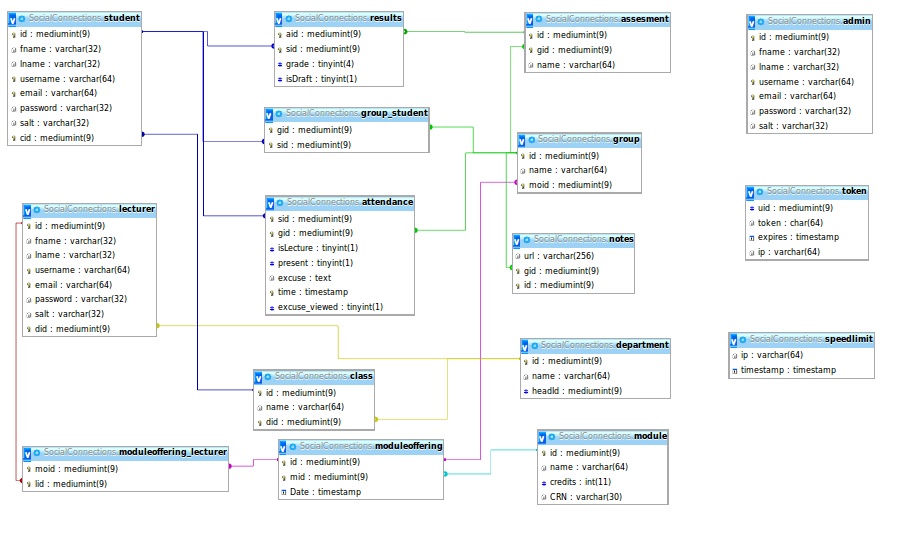 SocialConnections.student
id : mediumint(9)
fname : varchar(32)
lname : varchar(32)
username : varchar(64)
email : varchar(64)
password : varchar(32)
salt : varchar(32)
cid : mediumint(9)
SocialConnections.results
aid : mediumint(9)
sid : mediumint(9)
grade : tinyint(4)
isDraft : tinyint(1)
SocialConnections.assesment
id : mediumint(9)
gid : mediumint(9)
name : varchar(64)
SocialConnections.admin
id : mediumint(9)
fname : varchar(32)
lname : varchar(32)
username : varchar(64)
email : varchar(64)
password : varchar(32)
salt : varchar(32)
SocialConnections.group_student
gid : mediumint(9)
sid : mediumint(9)
SocialConnections.group
id : mediumint(9)
name : varchar(64)
moid : mediumint(9)
SocialConnections.token
uid : mediumint(9)
token : char(64)
expires : timestamp
ip : varchar(64)
SocialConnections.attendance
sid : mediumint(9)
gid : mediumint(9)
isLecture : tinyint(1)
present : tinyint(1)
excuse : text
time : timestamp
excuse_viewed : tinyint(1)
SocialConnections.lecturer
id : mediumint(9)
fname : varchar(32)
lname : varchar(32)
username : varchar(64)
email : varchar(64)
password : varchar(32)
salt : varchar(32)
did : mediumint(9)
SocialConnections.notes
url : varchar(256)
gid : mediumint(9)
id : mediumint(9)
SocialConnections.speedlimit
ip : varchar(64)
timestamp : timestamp
SocialConnections.department
id : mediumint(9)
name : varchar(64)
headId : mediumint(9)
SocialConnections.class
id : mediumint(9)
name : varchar(64)
did : mediumint(9)
SocialConnections.moduleoffering_lecturer
moid : mediumint(9)
lid : mediumint(9)
SocialConnections.moduleoffering
id : mediumint(9)
mid : mediumint(9)
Date : timestamp
SocialConnections.module
id : mediumint(9)
name : varchar(64)
credits : int(11)
CRN : varchar(30)